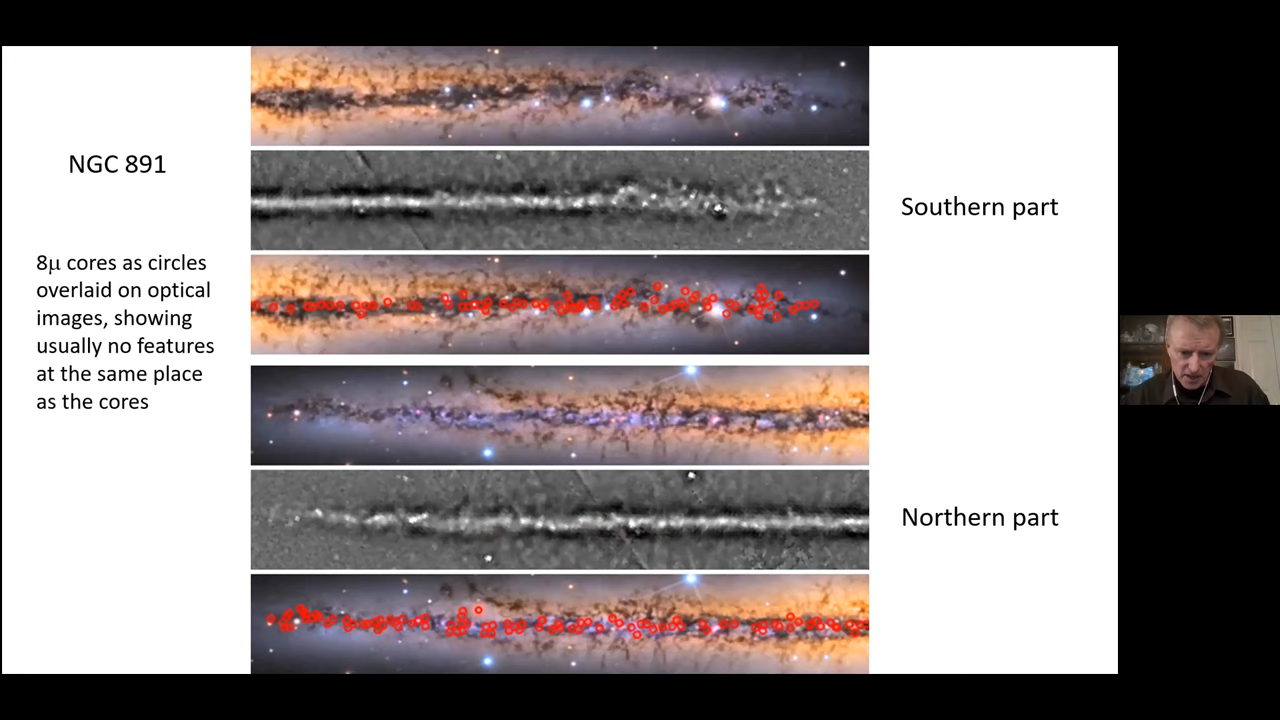 NGC 891
8μ cores as circles
overlaid on optical
images, showing
usually no features
at the same place
as the cores
Southern part
Northern part